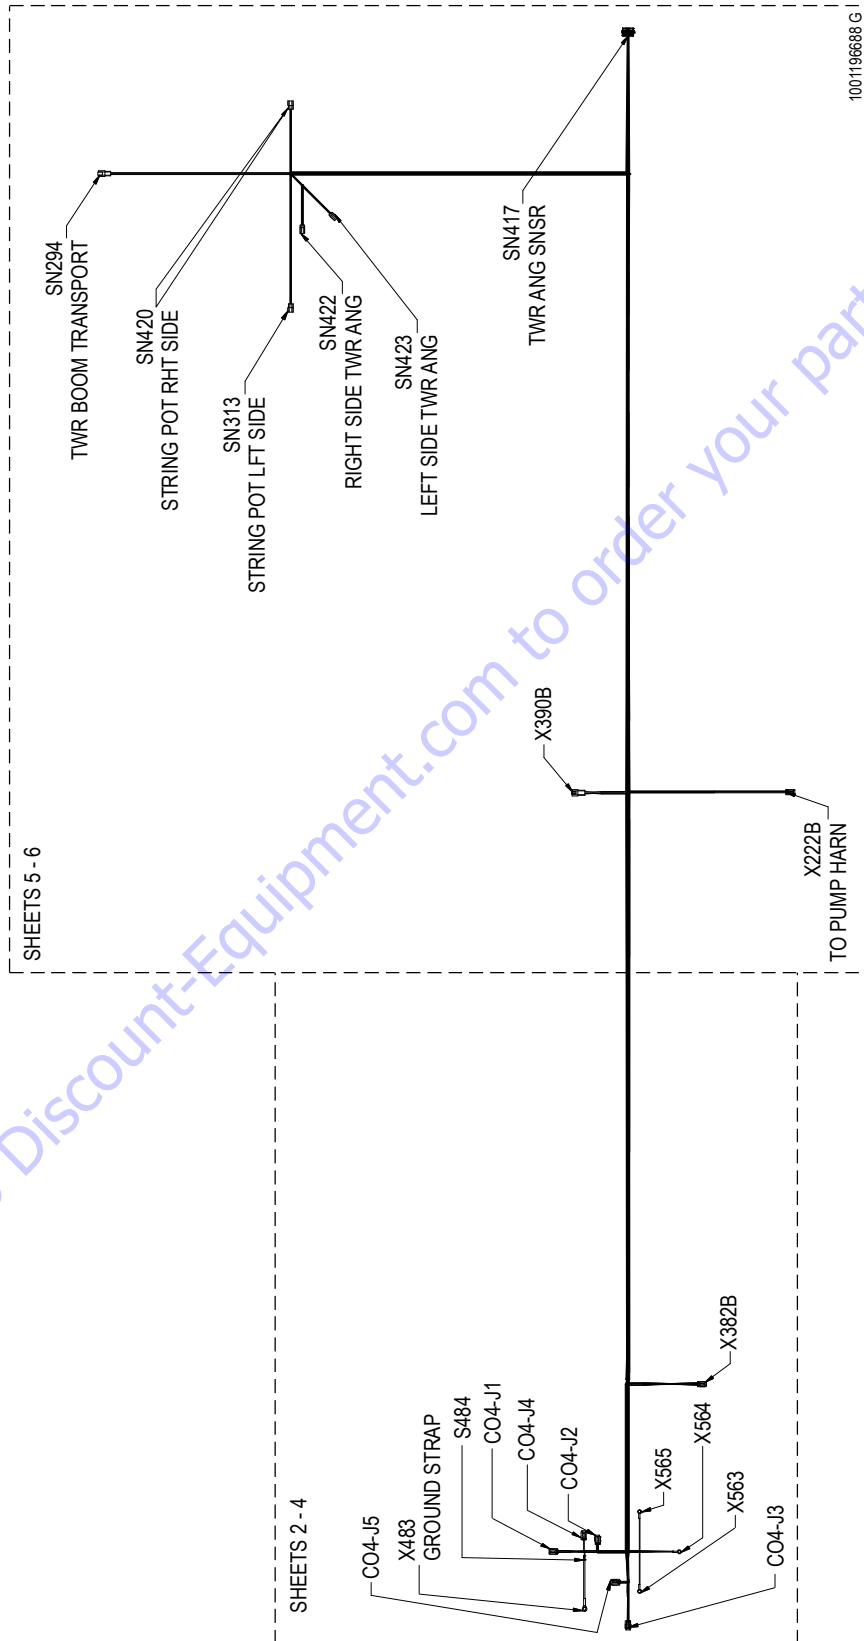 SHEETS 5 - 6
SN294
TWR BOOM TRANSPORT
SN420
STRING POT RHT SIDE
SN313
STRING POT LFT SIDE
SN422
RIGHT SIDE TWR ANG
SN423
LEFT SIDE TWR ANG
SN417
TWR ANG SNSR
X390B
X222B
TO PUMP HARN
SHEETS 2 - 4
CO4-J5
X483
GROUND STRAP
S484
CO4-J1
CO4-J4
CO4-J2
X382B
X565
X564
X563
CO4-J3
1001196688 G
Discount-Equipment.com to order your part